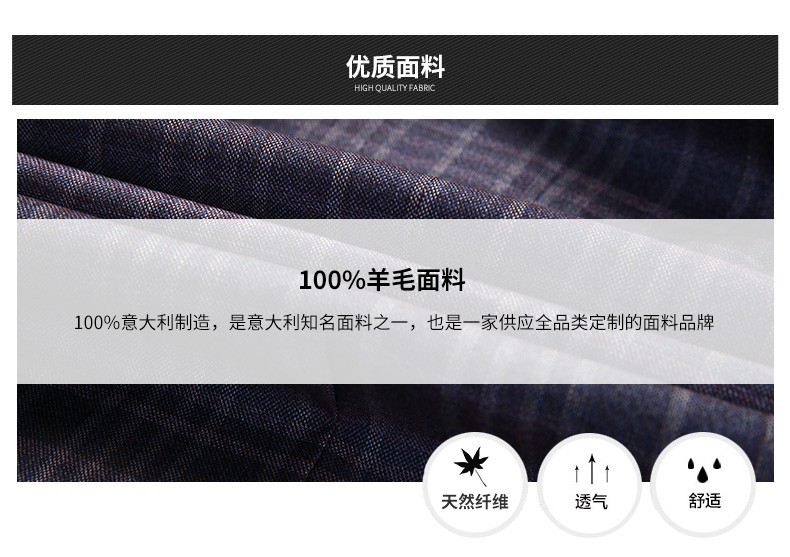 优质面料
HIGH QUALITY FABRIC
100%羊毛面料
100%意大利制造，是意大利知名面料之一，也是一家供应全品类定制的面料品牌
天然纤维
透气
舒适